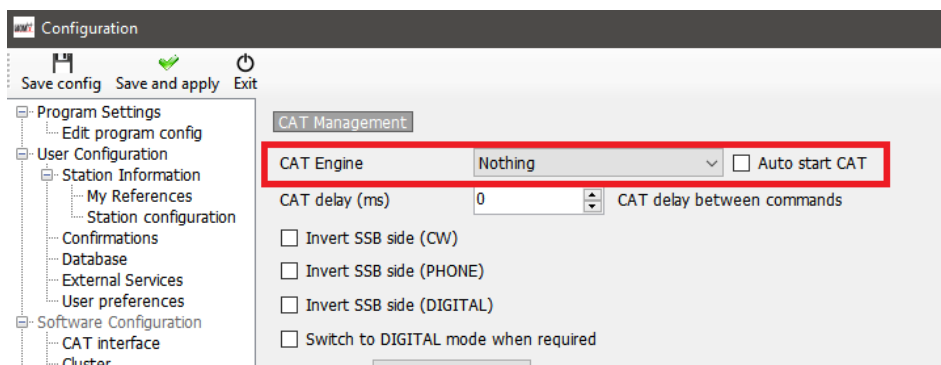 Configuration
Save config Save and apply Exit
Program Settings
Edit program config
User Configuration
Station Information
My References
Station configuration
Confirmations
Database
External Services
User preferences
Software Configuration
CAT interface
Cluster
CAT Management
CAT Engine Nothing Auto start CAT
CAT delay (ms) 0 CAT delay between commands
Invert SSB side (CW)
Invert SSB side (PHONE)
Invert SSB side (DIGITAL)
Switch to DIGITAL mode when required